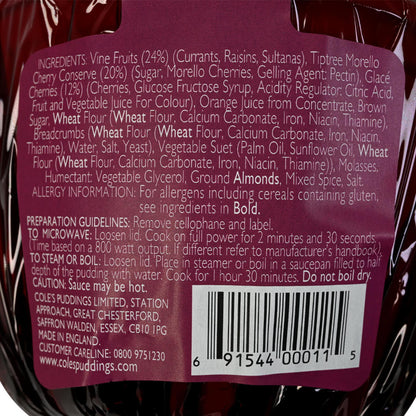 INGREDIENTS: Vine Fruits (24%) (Currants, Raisins, Sultanas), Tiptree Morello
Cherry Conserve (20%) (Sugar, Morello Cherries, Gelling Agent: Pectin), Glacé
Cherries (12%) (Cherries, Glucose Fructose Syrup, Acidity Regulator: Citric Acid,
Fruit and Vegetable Juice For Colour), Orange Juice from Concentrate, Brown
Sugar, Wheat Flour (Wheat Flour, Calcium Carbonate, Iron, Niacin, Thiamine),
Breadcrumbs (Wheat Flour (Wheat Flour, Calcium Carbonate, Iron, Niacin,
Thiamine), Water, Salt, Yeast), Vegetable Suet (Palm Oil, Sunflower Oil, Wheat
Flour (Wheat Flour, Calcium Carbonate, Iron, Niacin, Thiamine)), Molasses,
Humectant: Vegetable Glycerol, Ground Almonds, Mixed Spice, Salt.
ALLERGY INFORMATION: For allergens including cereals containing gluten,
see ingredients in Bold.
PREPARATION GUIDELINES: Remove cellophane and label.
TO MICROWAVE: Loosen lid. Cook on full power for 2 minutes and 30 seconds.
(Time based on a 800 watt output. If different refer to manufacturer's handbook)
TO STEAM OR BOIL: Loosen lid. Place in steamer or boil in a saucepan filled to half
depth of the pudding with water. Cook for 1 hour 30 minutes. Do not boil dry.
Caution: Sauce may be hot.
COLE'S PUDDINGS LIMITED, STATION
APPROACH, GREAT CHESTERFORD,
SAFFRON WALDEN, ESSEX, CB10 1PG
MADE IN ENGLAND.
CUSTOMER CARELINE: 0800 9751230
www.colespuddings.com
6 91544 00011 5